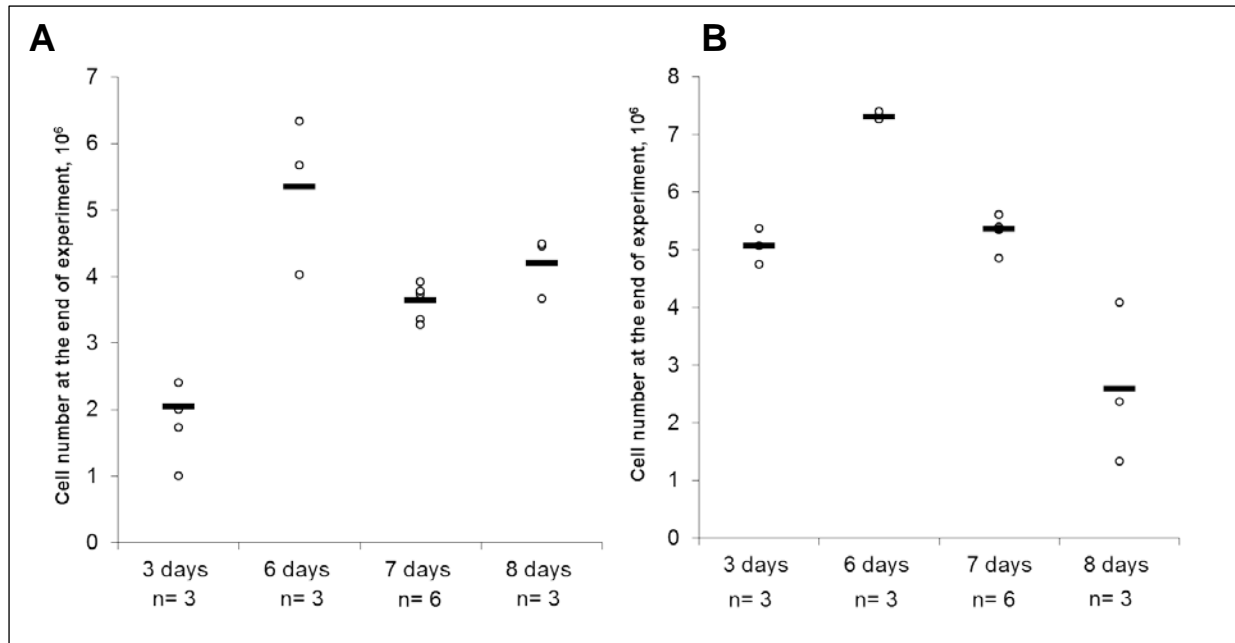 A
Cell number at the end of experiment, 10⁶
7
6
5
4
3
2
1
0
3 days 6 days 7 days 8 days
n= 3 n= 3 n= 6 n= 3
B
Cell number at the end of experiment, 10⁶
8
7
6
5
4
3
2
1
0
3 days 6 days 7 days 8 days
n= 3 n= 3 n= 6 n= 3